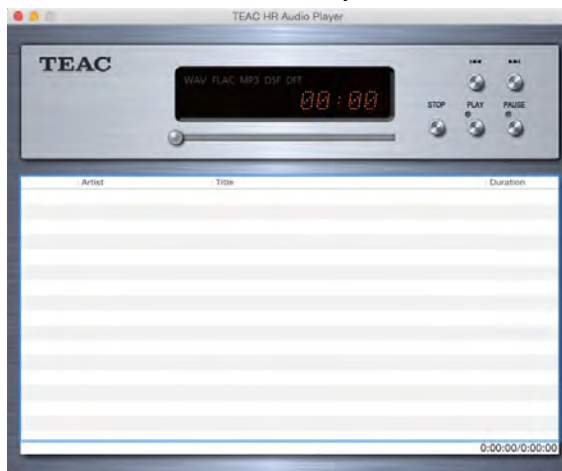 TEAC HR Audio Player
TEAC
WAV FLAC MP3 DSF DFF
00:00
STOP PLAY PAUSE
Artist Title Duration
0:00:00/0:00:00